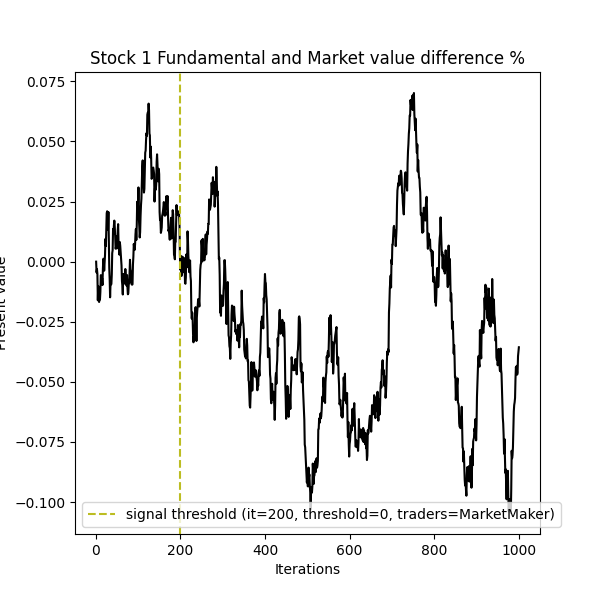 Stock 1 Fundamental and Market value difference %
0.075
0.050
0.025
0.000
−0.025
−0.050
−0.075
−0.100
Present value
signal threshold (it=200, threshold=0, traders=MarketMaker)
0 200 400 600 800 1000
Iterations